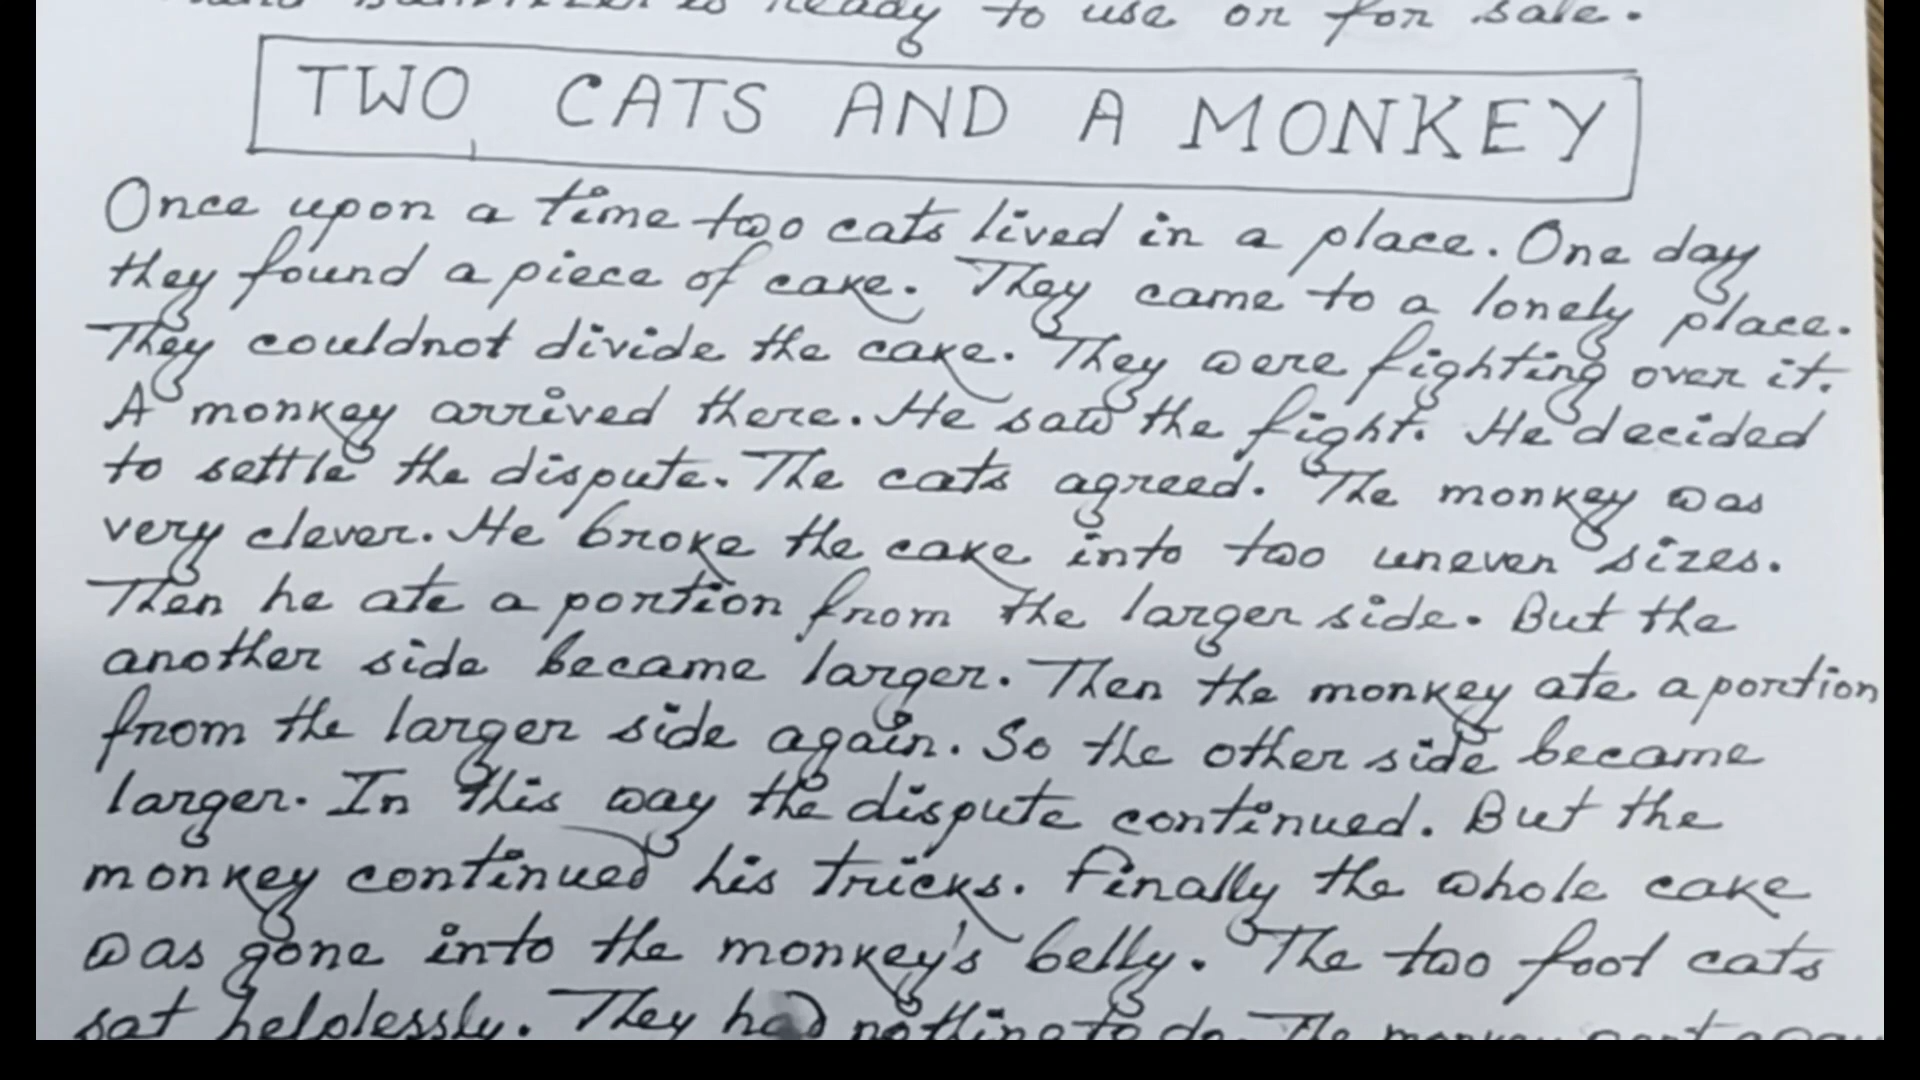 is ready to use or for sale.
TWO CATS AND A MONKEY
Once upon a time two cats lived in a place. One day
they found a piece of cake. They came to a lonely place.
They couldnot divide the cake. They were fighting over it.
A monkey arrived there. He saw the fight. He decided
to settle the dispute. The cats agreed. The monkey was
very clever. He broke the cake into two uneven sizes.
Then he ate a portion from the larger side. But the
another side became larger. Then the monkey ate a portion
from the larger side again. So the other side became
larger. In this way the dispute continued. But the
monkey continued his tricks. Finally the whole cake
was gone into the monkey's belly. The two fool cats
sat helplessly. They had nothing to do. The monkey